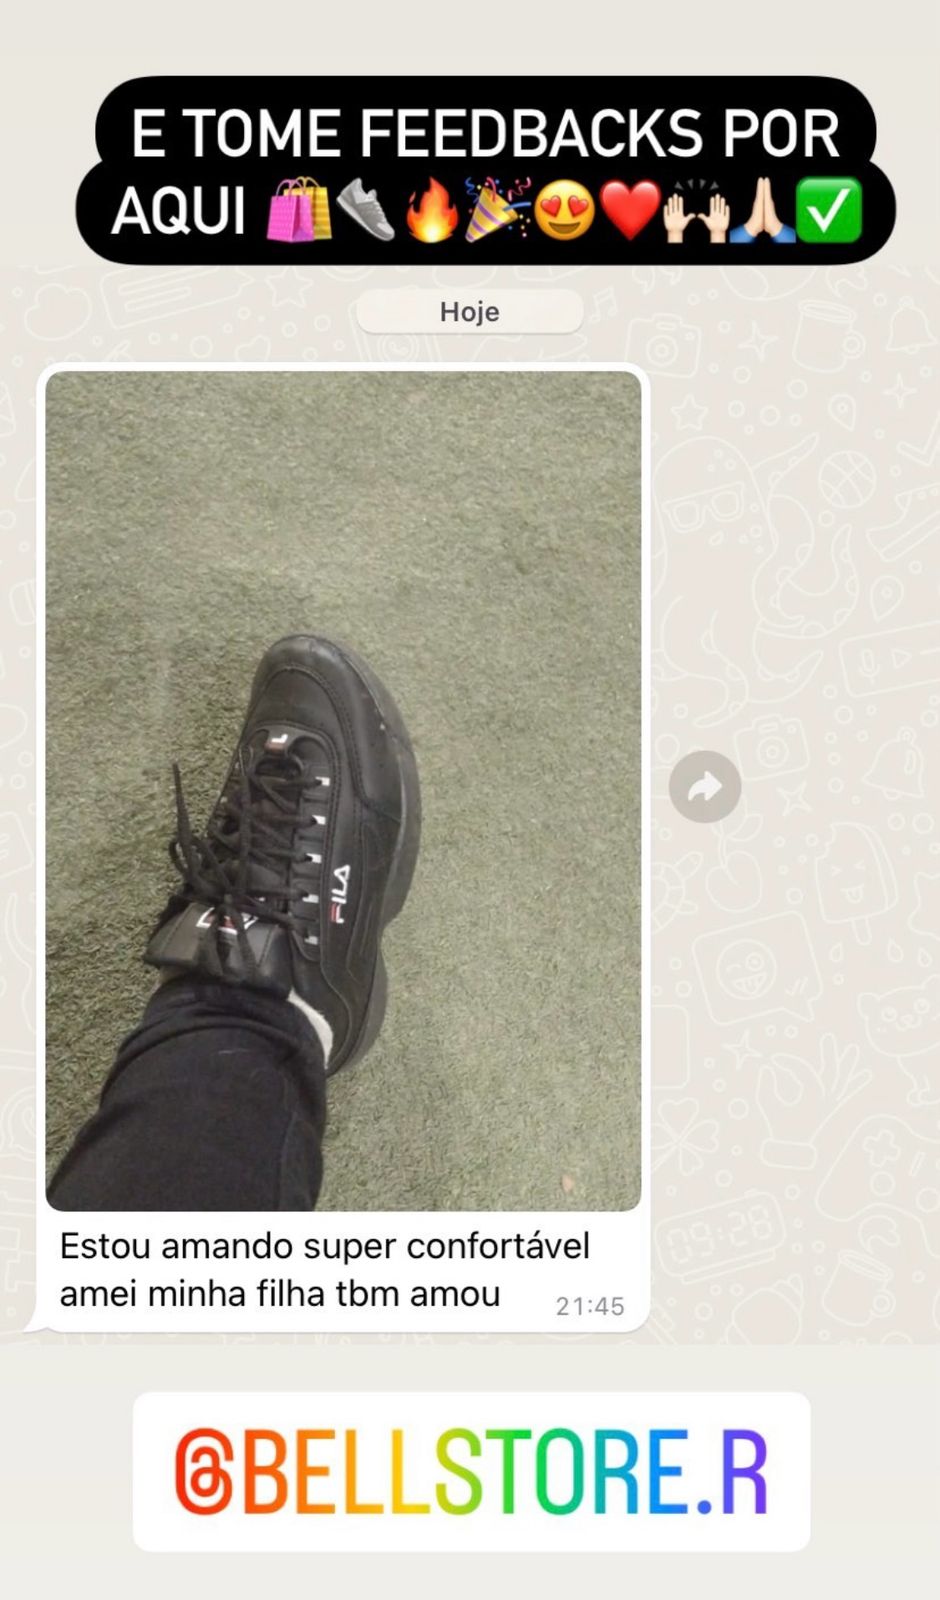 E TOME FEEDBACKS POR
AQUI 🛍️👟🔥🎉😍❤️🙌🏻🙏🏻✅
Hoje
FILA
Estou amando super confortável
amei minha filha tbm amou
21:45
@BELLSTORE.R